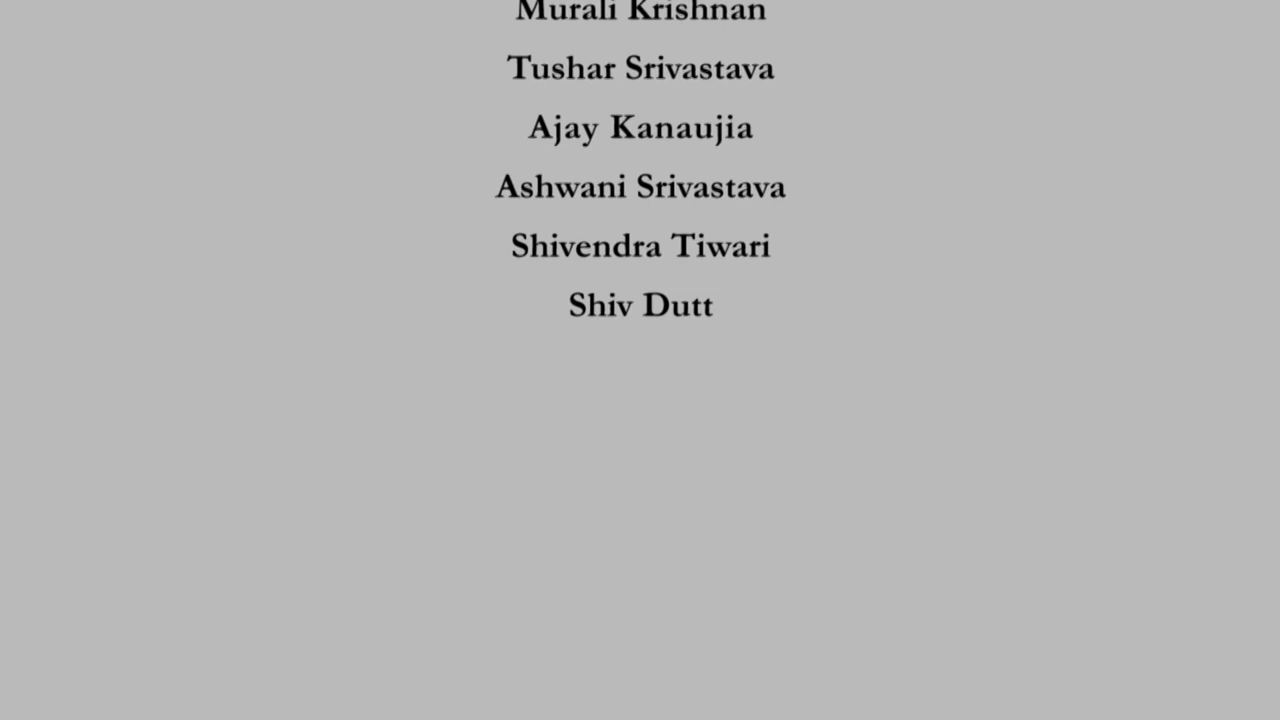 Murali Krishnan
Tushar Srivastava
Ajay Kanaujia
Ashwani Srivastava
Shivendra Tiwari
Shiv Dutt